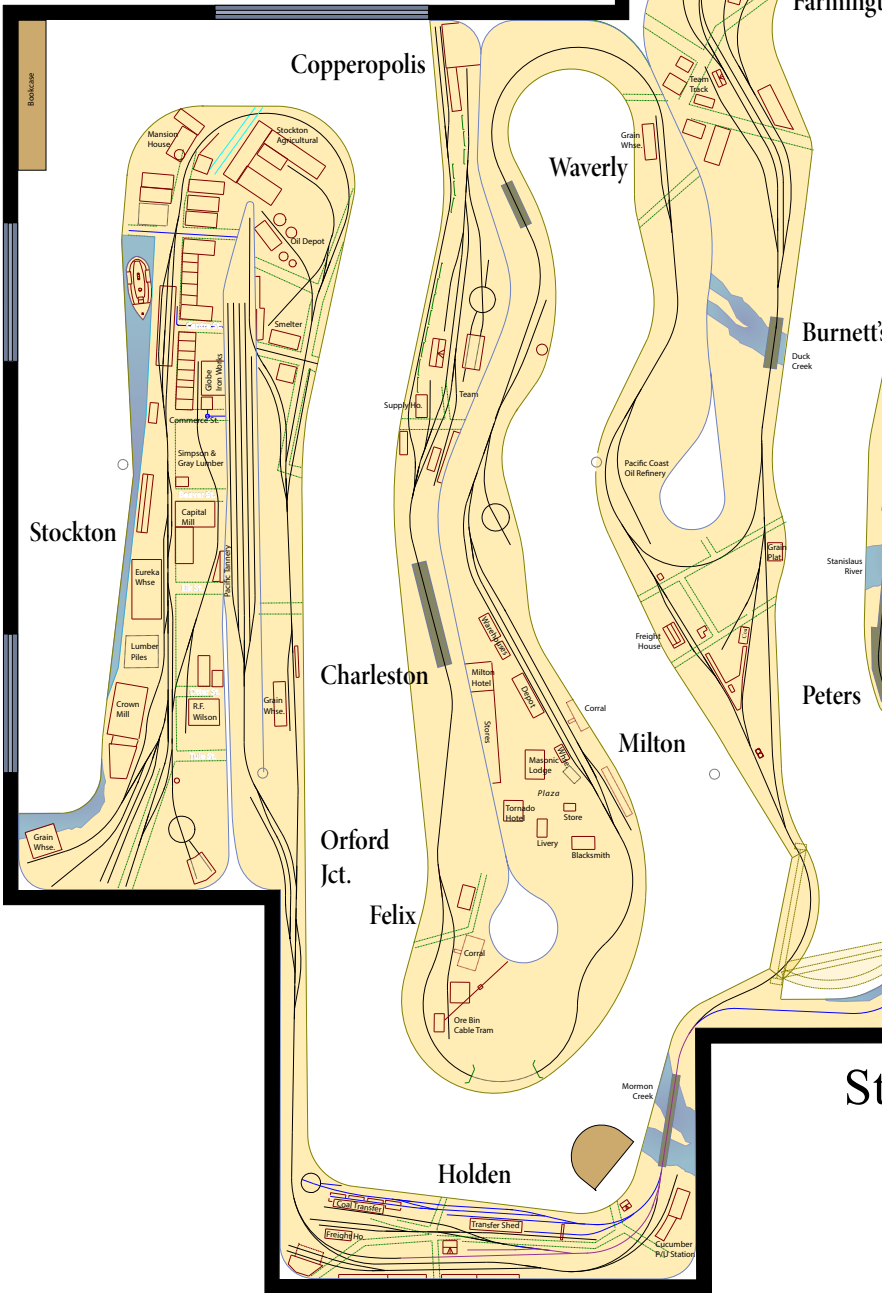 Farmingt
Copperopolis
Bookcase
Team
Track
Mansion
House
Stockton
Agricultural
Grain
Whse.
Waverly
Oil Depot
Smelter
Burnett's
Duck
Creek
Globe
Iron Works
Supply Ho.
Team
Commerce St.
Simpson &
Gray Lumber
Pacific Coast
Oil Refinery
Capital
Mill
Stockton
Pacific Tannery
Grain
Plat.
Stanislaus
River
Eureka
Whse
Warehouses
Freight
House
Coal
Lumber
Piles
Charleston
Milton
Hotel
Depot
Crown
Mill
R.F.
Wilson
Grain
Whse.
Stores
Corral
Peters
Milton
Masonic
Lodge
Whse.
Plaza
Tornado
Hotel
Store
Grain
Whse.
Orford
Jct.
Livery
Blacksmith
Felix
Corral
Ore Bin
Cable Tram
Mormon
Creek
St
Holden
Coal Transfer
Transfer Shed
Freight Ho.
Cucumber
P/U Station